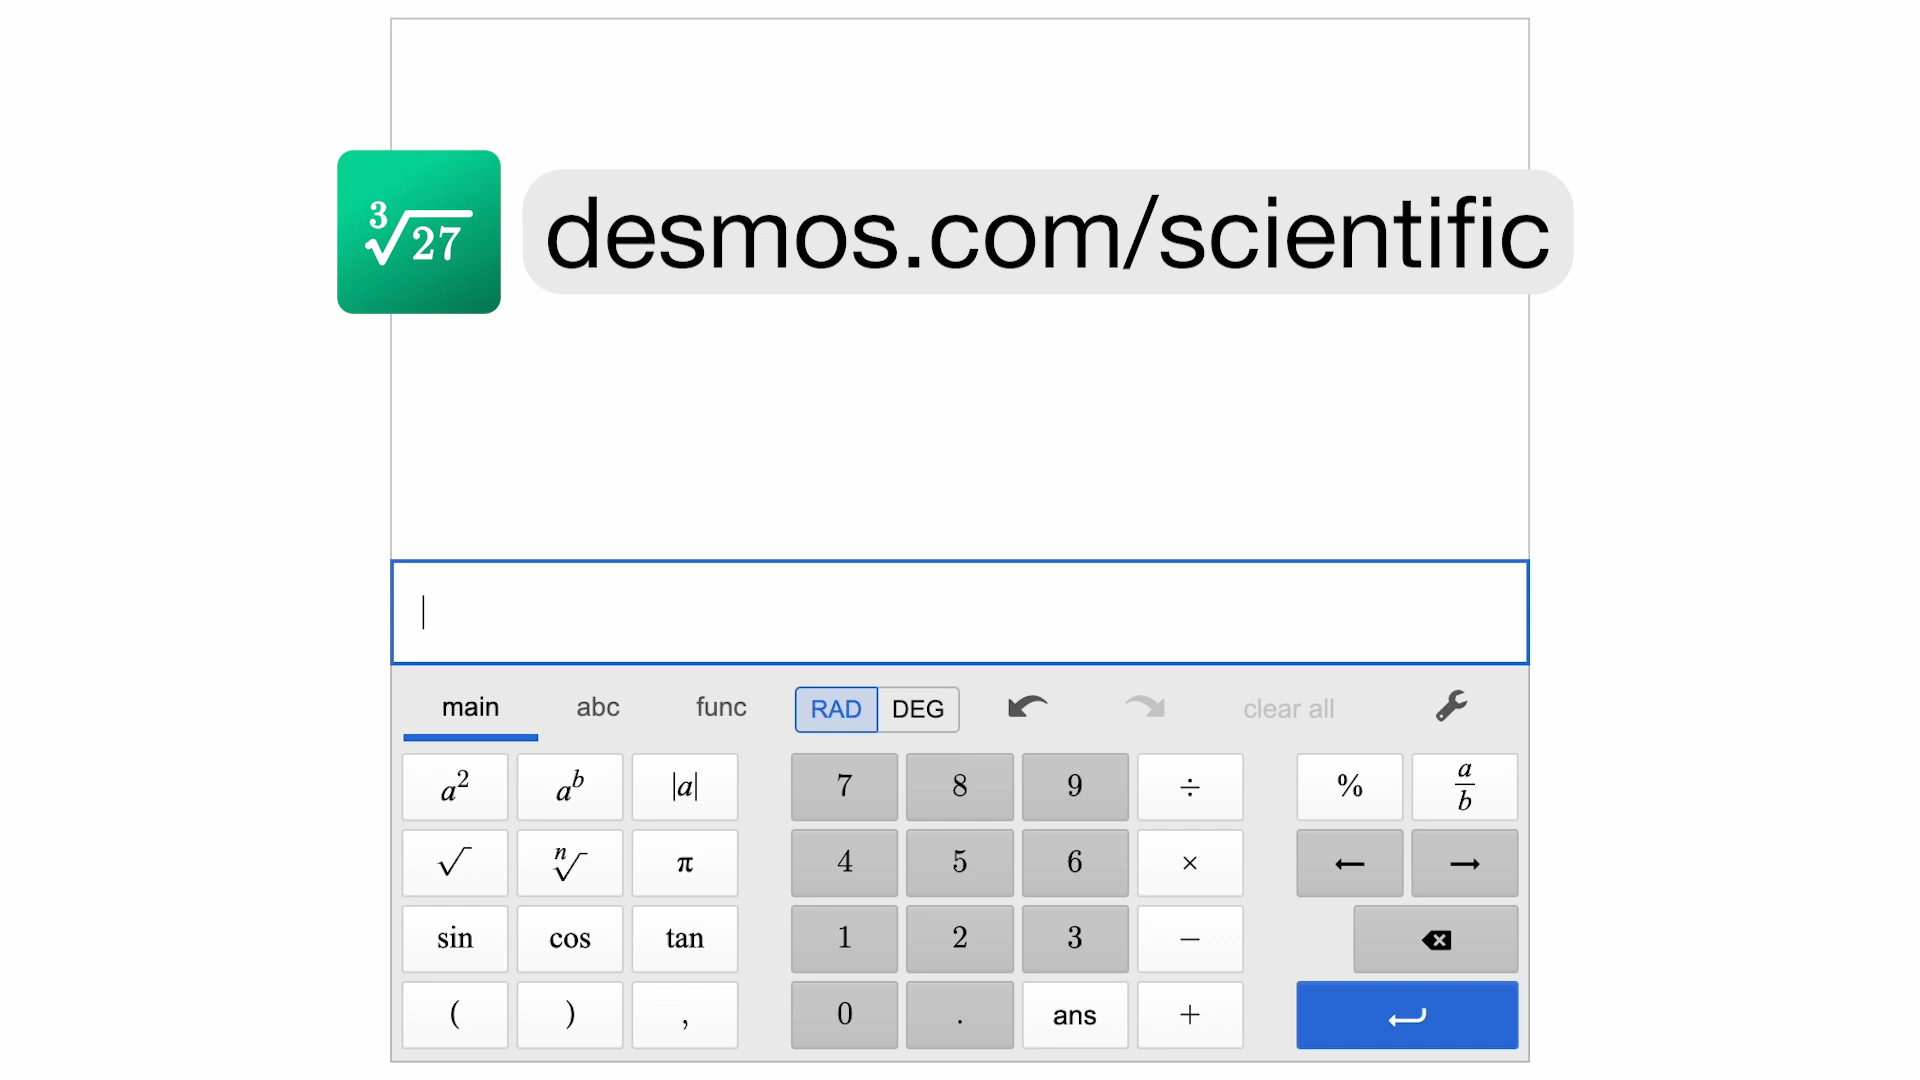 ∛27
desmos.com/scientific
main abc func RAD DEG clear all
a² aᵇ |a| 7 8 9 ÷ % a/b
√ ⁿ√ π 4 5 6 × ← →
sin cos tan 1 2 3 −
( ) , 0 . ans +